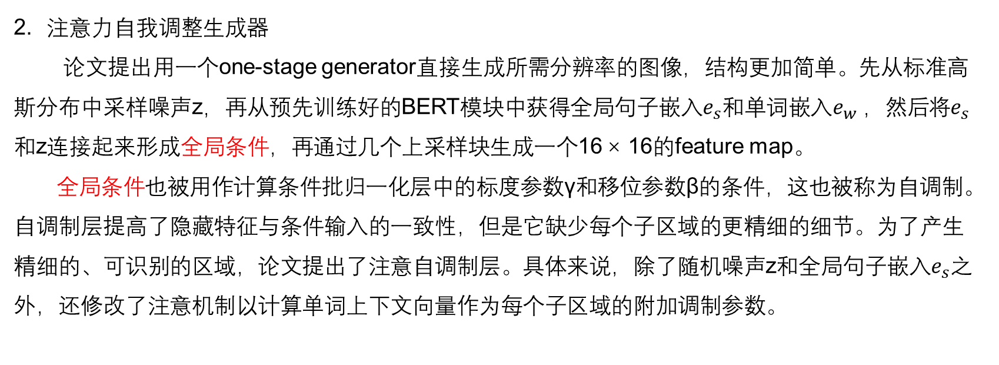 2. 注意力自我调整生成器
论文提出用一个one-stage generator直接生成所需分辨率的图像，结构更加简单。先从标准高
斯分布中采样噪声z，再从预先训练好的BERT模块中获得全局句子嵌入eₛ和单词嵌入e_w ，然后将eₛ
和z连接起来形成全局条件，再通过几个上采样块生成一个16 × 16的feature map。
全局条件也被用作计算条件批归一化层中的标度参数γ和移位参数β的条件，这也被称为自调制。
自调制层提高了隐藏特征与条件输入的一致性，但是它缺少每个子区域的更精细的细节。为了产生
精细的、可识别的区域，论文提出了注意自调制层。具体来说，除了随机噪声z和全局句子嵌入eₛ之
外，还修改了注意机制以计算单词上下文向量作为每个子区域的附加调制参数。